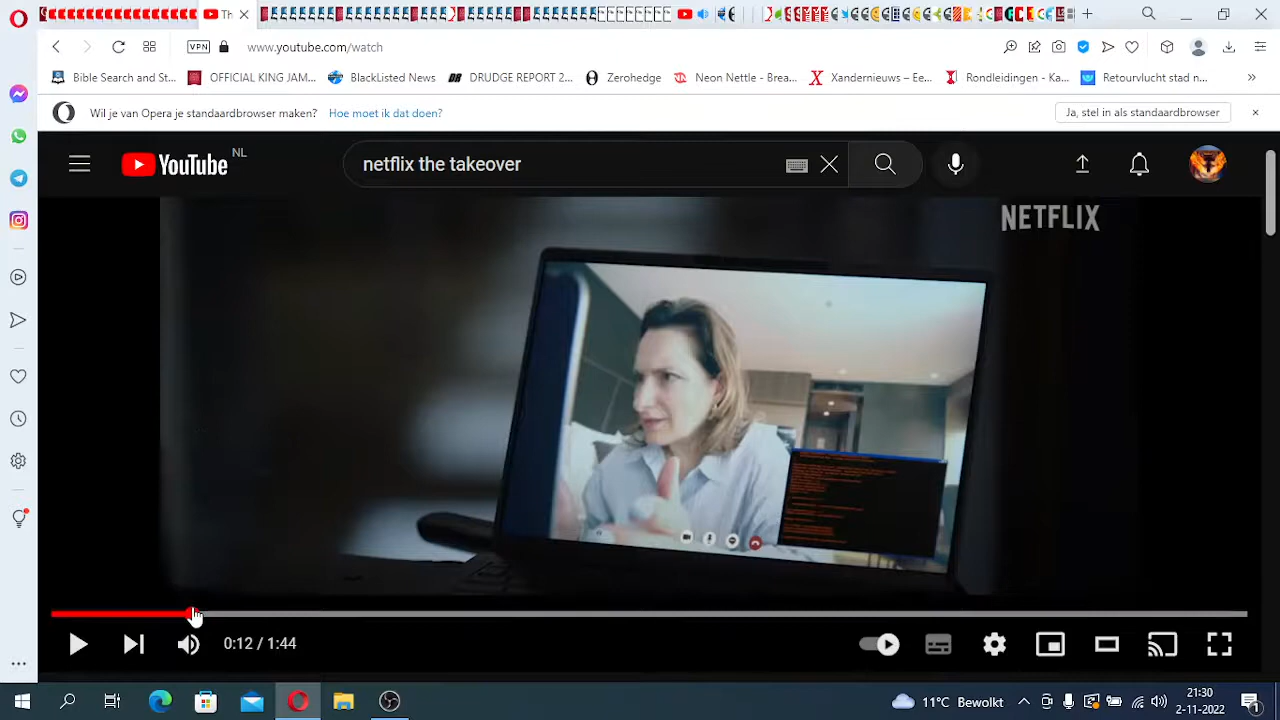 Th
VPN
www.youtube.com/watch
Bible Search and St...
OFFICIAL KING JAM...
BlackListed News
DRUDGE REPORT 2...
Zerohedge
Neon Nettle - Brea...
Xandernieuws – Ee...
Rondleidingen - Ka...
Retourvlucht stad n...
»
Wil je van Opera je standaardbrowser maken?
Hoe moet ik dat doen?
Ja, stel in als standaardbrowser
YouTube NL
netflix the takeover
NETFLIX
0:12 / 1:44
11°C Bewolkt
21:30
2-11-2022
1